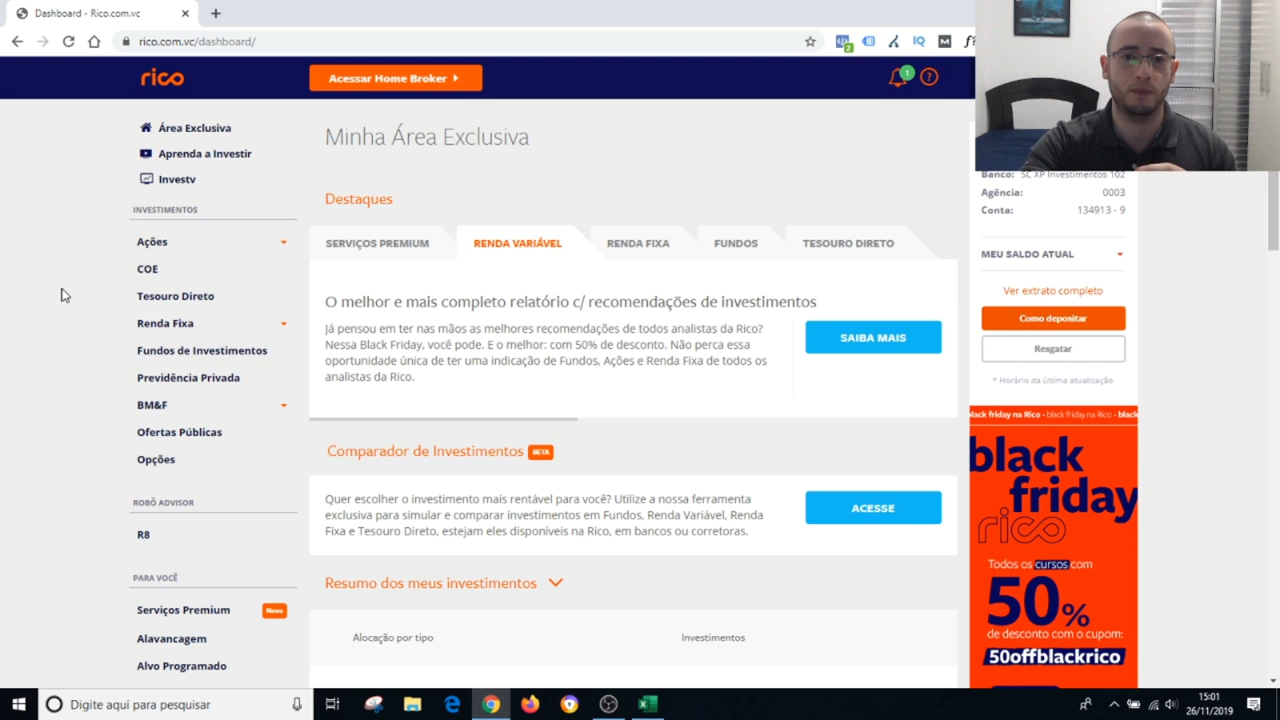 Dashboard - Rico.com.vc
rico.com.vc/dashboard/
2
IQ
M
rico
Acessar Home Broker
1
?
Área Exclusiva
Aprenda a Investir
Investv
INVESTIMENTOS
Ações
COE
Tesouro Direto
Renda Fixa
Fundos de Investimentos
Previdência Privada
BM&F
Ofertas Públicas
Opções
ROBÔ ADVISOR
R8
PARA VOCÊ
Serviços Premium
Novo
Alavancagem
Alvo Programado
Minha Área Exclusiva
Destaques
SERVIÇOS PREMIUM
RENDA VARIÁVEL
RENDA FIXA
FUNDOS
TESOURO DIRETO
O melhor e mais completo relatório c/ recomendações de investimentos
Já pensou em ter nas mãos as melhores recomendações de todos analistas da Rico?
Nessa Black Friday, você pode. E o melhor: com 50% de desconto. Não perca essa
oportunidade única de ter uma indicação de Fundos, Ações e Renda Fixa de todos os
analistas da Rico.
SAIBA MAIS
Comparador de Investimentos BETA
Quer escolher o investimento mais rentável para você? Utilize a nossa ferramenta
exclusiva para simular e comparar investimentos em Fundos, Renda Variável, Renda
Fixa e Tesouro Direto, estejam eles disponíveis na Rico, em bancos ou corretoras.
ACESSE
Resumo dos meus investimentos
Alocação por tipo
Investimentos
Banco: SC XP Investimentos 102
Agência: 0003
Conta: 134913 - 9
MEU SALDO ATUAL
Ver extrato completo
Como depositar
Resgatar
* Horário da última atualização
black friday na Rico • black friday na Rico • black
black
friday
rico
Todos os cursos com
50%
de desconto com o cupom:
50offblackrico
Digite aqui para pesquisar
15:01
26/11/2019